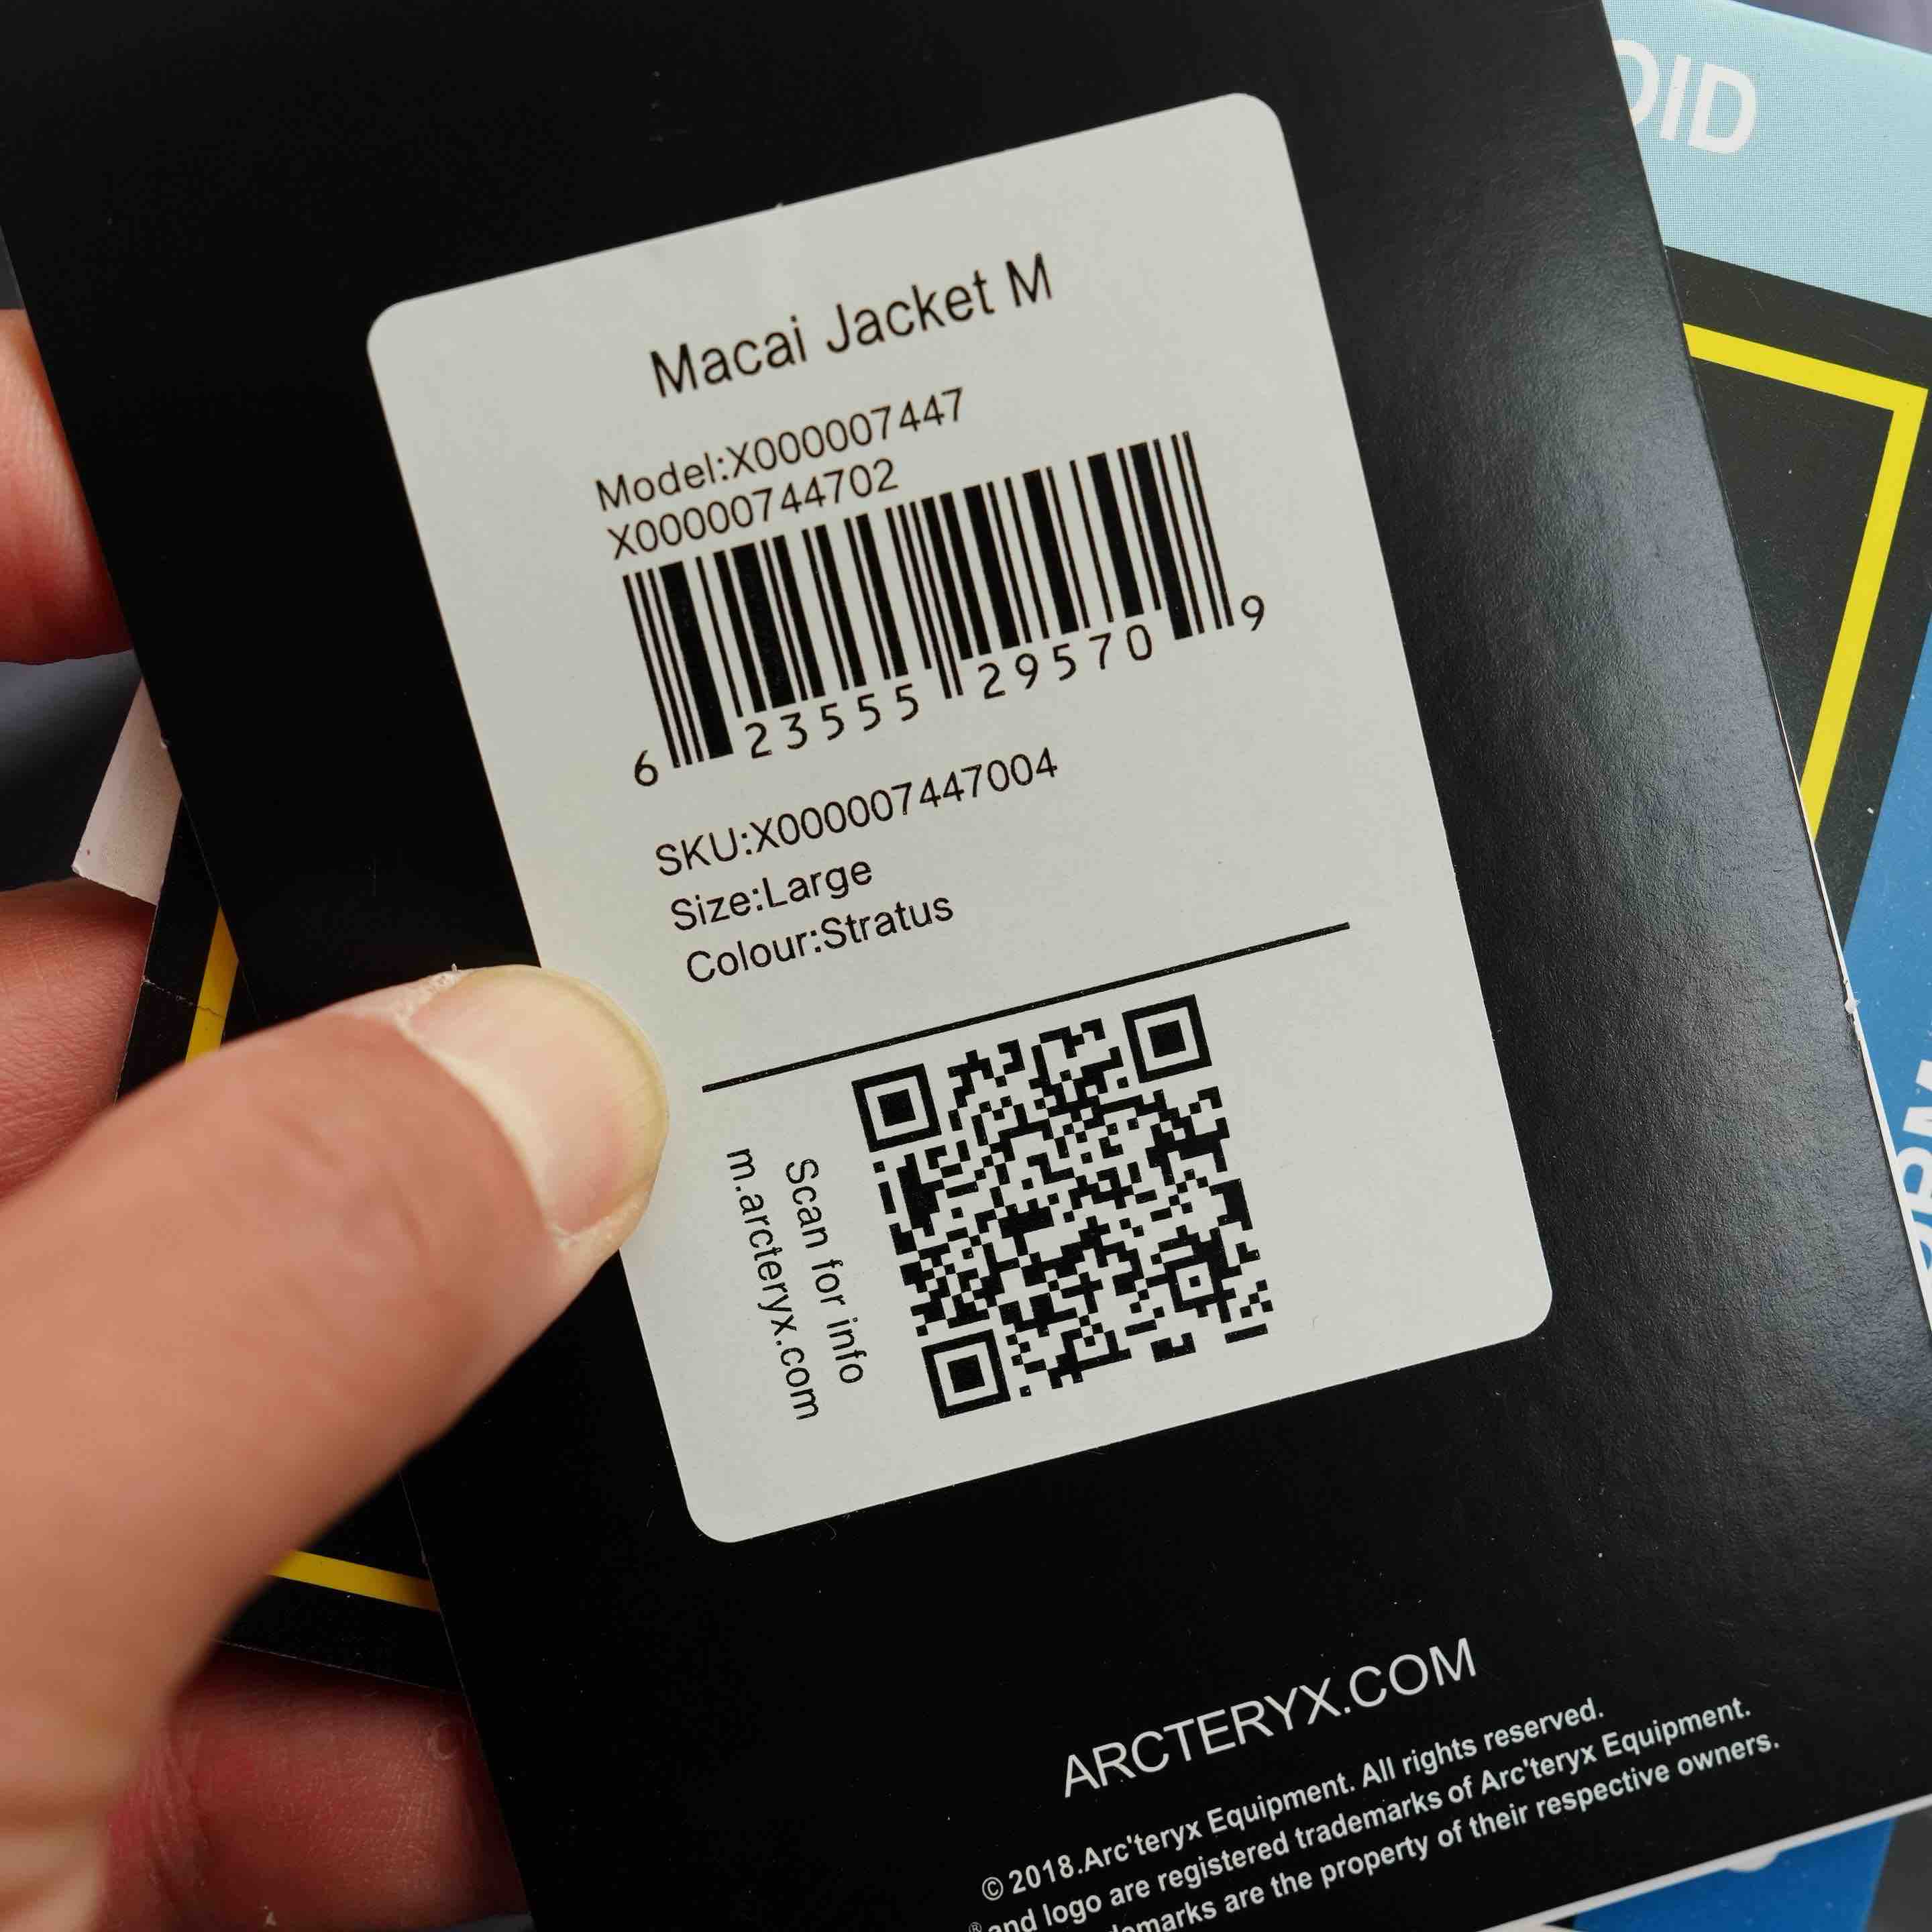 OID
Macai Jacket M
Model:X000007447
X00000744702
6 23555 29570 9
SKU:X000007447004
Size:Large
Colour:Stratus
Scan for info
m.arcteryx.com
ARCTERYX.COM
© 2018.Arc'teryx Equipment. All rights reserved.
® and logo are registered trademarks of Arc'teryx Equipment.
are the property of their respective owners.